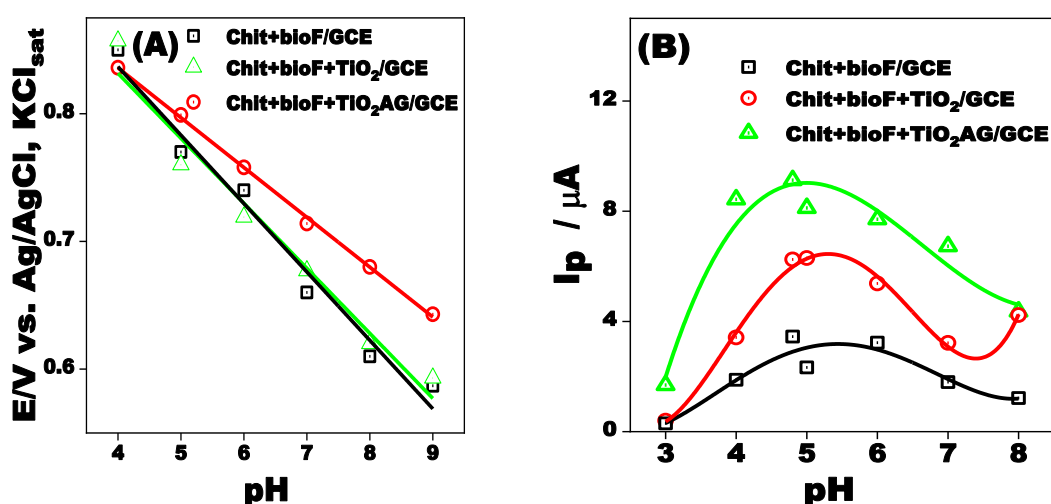 (A)
Chit+bioF/GCE
Chit+bioF+TiO₂/GCE
Chit+bioF+TiO₂AG/GCE
E/V vs. Ag/AgCl, KCl_sat
0.8
0.7
0.6
4 5 6 7 8 9
pH
(B)
Chit+bioF/GCE
Chit+bioF+TiO₂/GCE
Chit+bioF+TiO₂AG/GCE
Iₚ / μA
12
8
4
0
3 4 5 6 7 8
pH